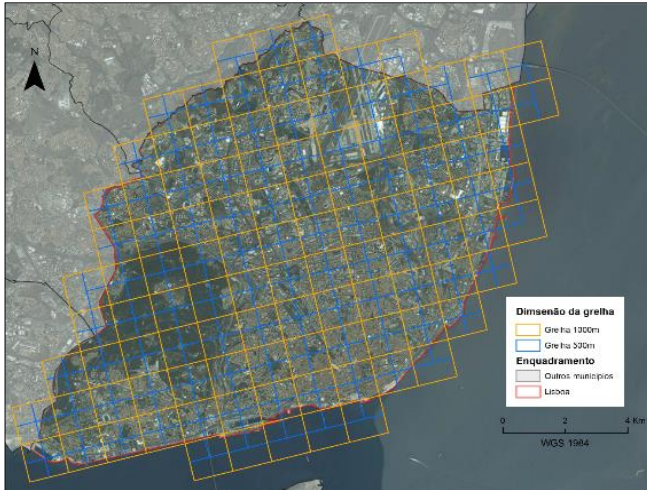 N
Dimsenão da grelha
Grelha 1000m
Grelha 500m
Enquadramento
Outros municípios
Lisboa
0 2 4 Km
WGS 1984